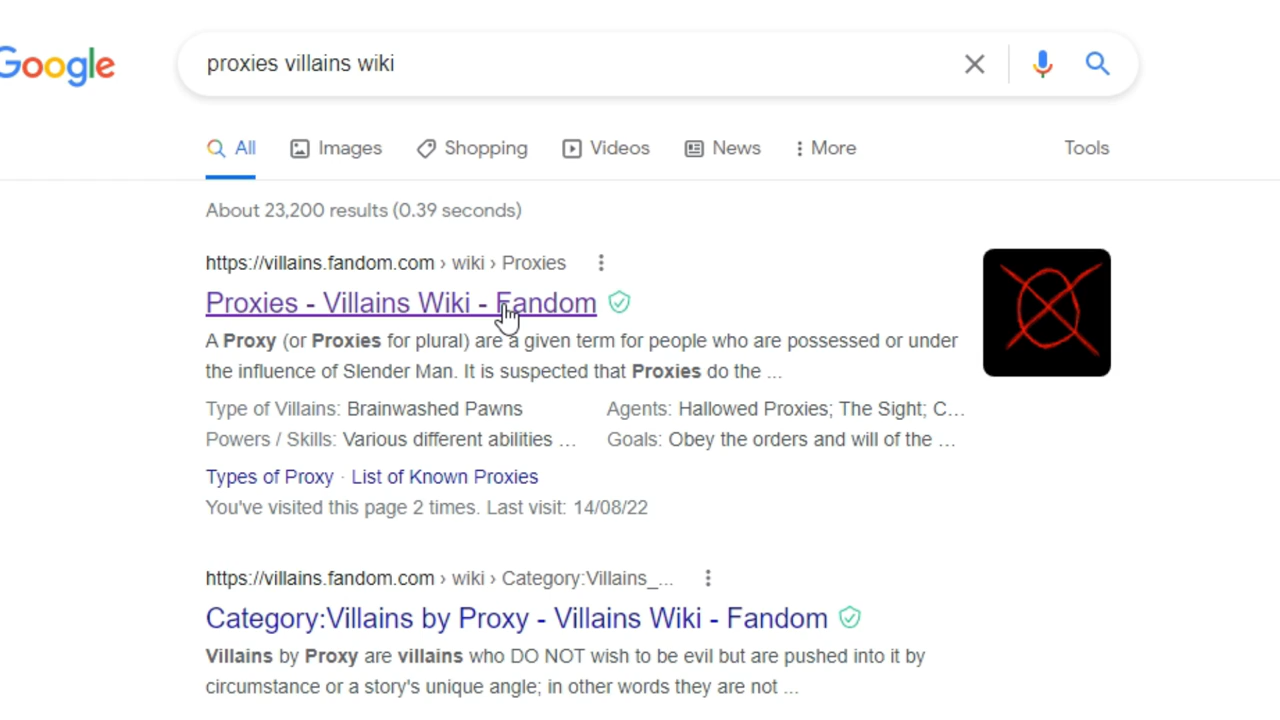 Google
proxies villains wiki
All Images Shopping Videos News More Tools
About 23,200 results (0.39 seconds)
https://villains.fandom.com › wiki › Proxies
Proxies - Villains Wiki - Fandom
A Proxy (or Proxies for plural) are a given term for people who are possessed or under
the influence of Slender Man. It is suspected that Proxies do the ...
Type of Villains: Brainwashed Pawns Agents: Hallowed Proxies; The Sight; C...
Powers / Skills: Various different abilities ... Goals: Obey the orders and will of the ...
Types of Proxy · List of Known Proxies
You've visited this page 2 times. Last visit: 14/08/22
https://villains.fandom.com › wiki › Category:Villains_...
Category:Villains by Proxy - Villains Wiki - Fandom
Villains by Proxy are villains who DO NOT wish to be evil but are pushed into it by
circumstance or a story's unique angle; in other words they are not ...